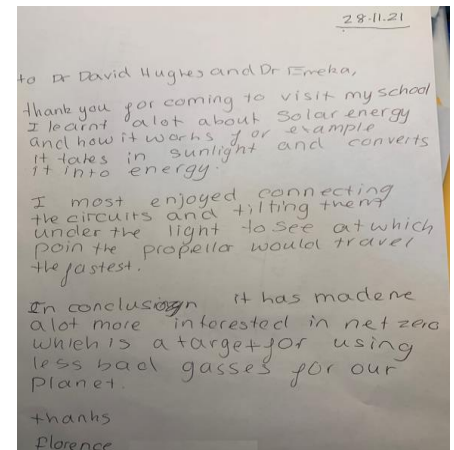 28.11.21
to Dr David Hughes and Dr Emeka,
thank you for coming to visit my school
I learnt alot about Solar energy
and how it works for example
it takes in sunlight and converts
it into energy.
I most enjoyed connecting
the circuits and tilting them
under the light to see at which
poin the propellor would travel
the fastest.
In conclusion it has made me
alot more interested in net zero
which is a target for using
less bad gasses for our
planet.
thanks
florence